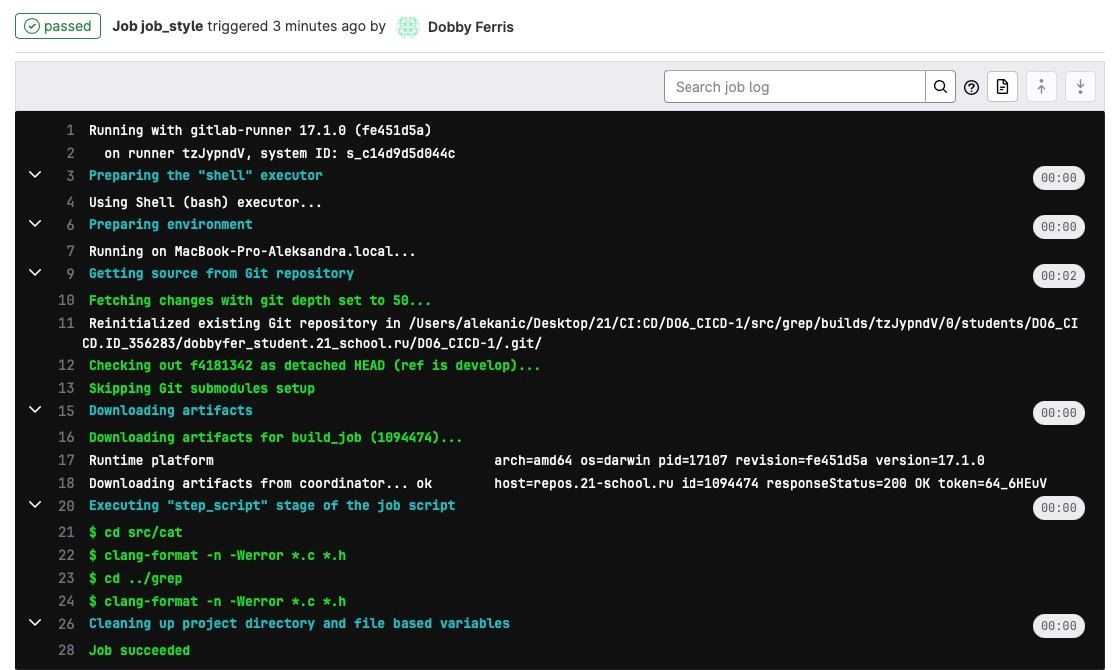 passed Job job_style triggered 3 minutes ago by Dobby Ferris
Search job log
1 Running with gitlab-runner 17.1.0 (fe451d5a)
2 on runner tzJypndV, system ID: s_c14d9d5d044c
3 Preparing the "shell" executor 00:00
4 Using Shell (bash) executor...
6 Preparing environment 00:00
7 Running on MacBook-Pro-Aleksandra.local...
9 Getting source from Git repository 00:02
10 Fetching changes with git depth set to 50...
11 Reinitialized existing Git repository in /Users/alekanic/Desktop/21/CI:CD/DO6_CICD-1/src/grep/builds/tzJypndV/0/students/DO6_CI
CD.ID_356283/dobbyfer_student.21_school.ru/DO6_CICD-1/.git/
12 Checking out f4181342 as detached HEAD (ref is develop)...
13 Skipping Git submodules setup
15 Downloading artifacts 00:00
16 Downloading artifacts for build_job (1094474)...
17 Runtime platform arch=amd64 os=darwin pid=17107 revision=fe451d5a version=17.1.0
18 Downloading artifacts from coordinator... ok host=repos.21-school.ru id=1094474 responseStatus=200 OK token=64_6HEuV
20 Executing "step_script" stage of the job script 00:00
21 $ cd src/cat
22 $ clang-format -n -Werror *.c *.h
23 $ cd ../grep
24 $ clang-format -n -Werror *.c *.h
26 Cleaning up project directory and file based variables 00:00
28 Job succeeded